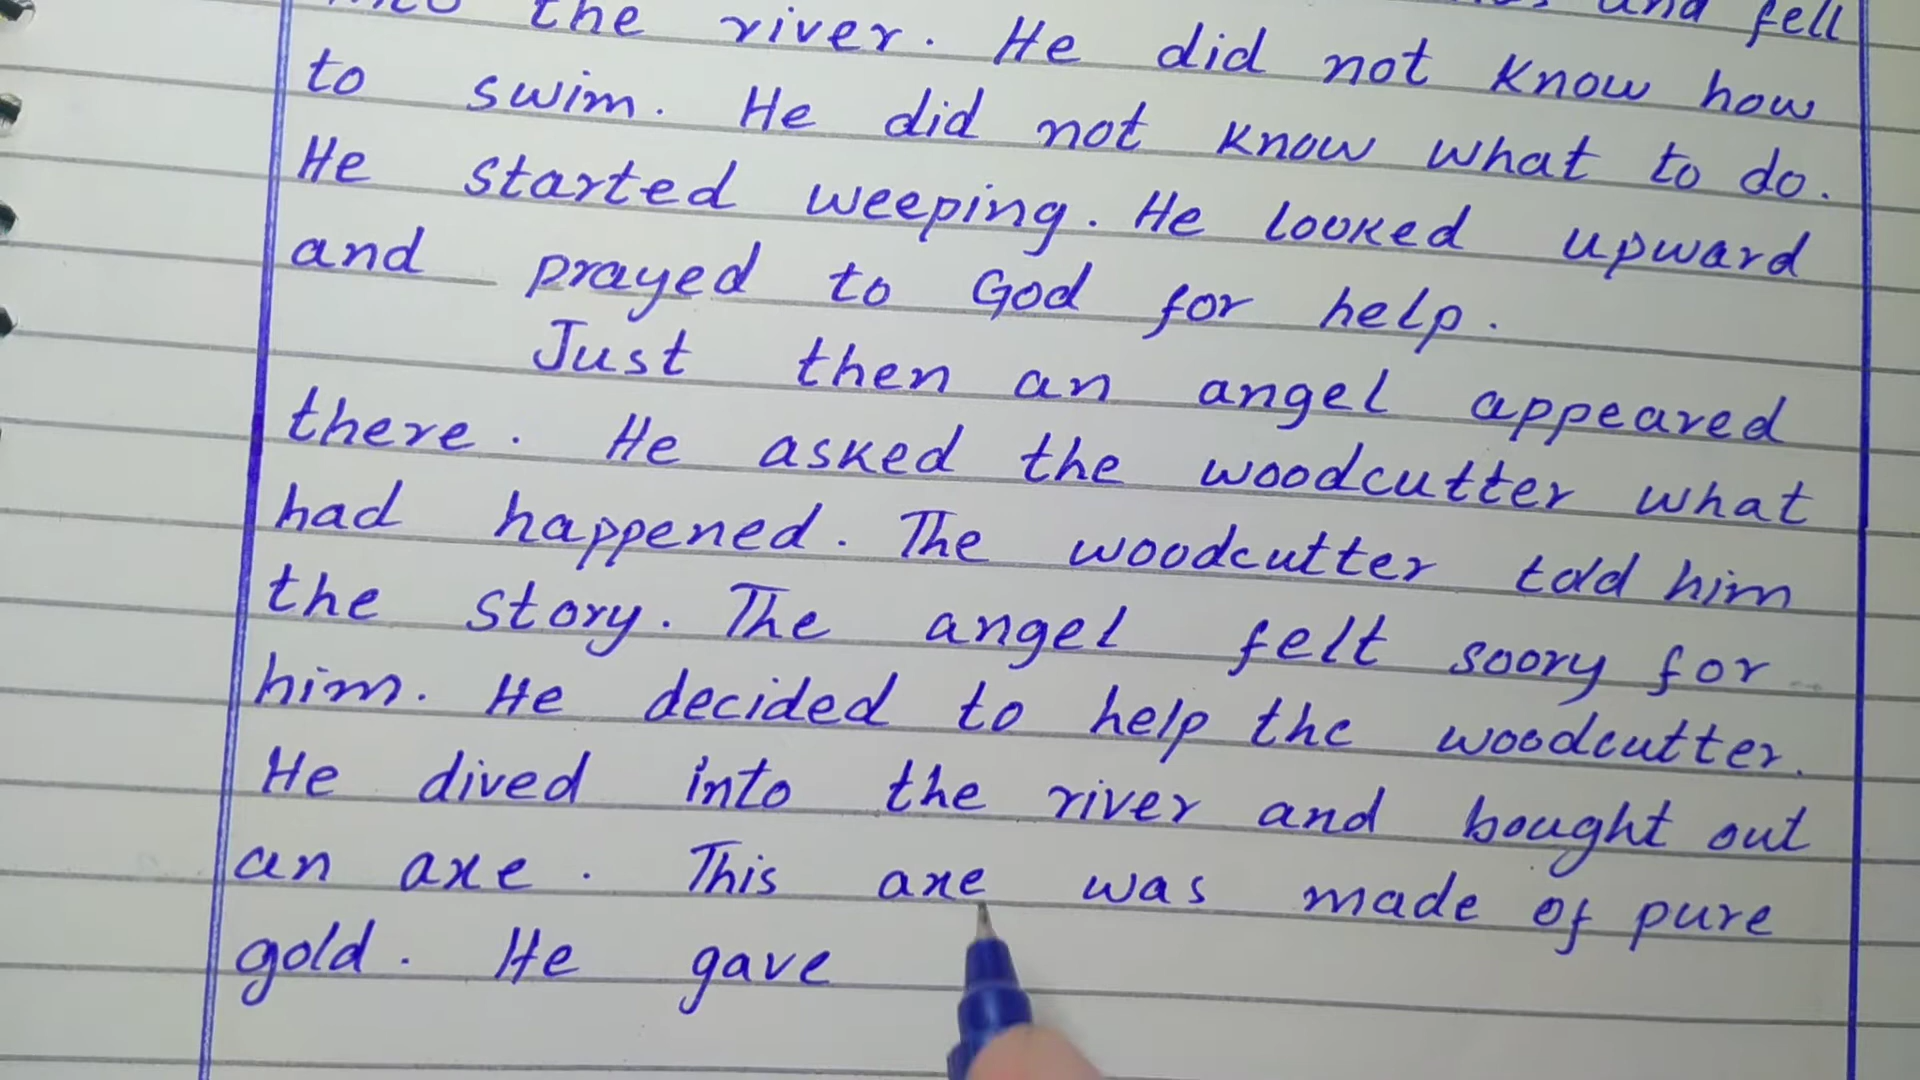 the river. He did not know how
to swim. He did not know what to do.
He started weeping. He looked upward
and prayed to God for help.
Just then an angel appeared
there. He asked the woodcutter what
had happened. The woodcutter told him
the story. The angel felt soory for
him. He decided to help the woodcutter.
He dived into the river and bought out
an axe. This axe was made of pure
gold. He gave